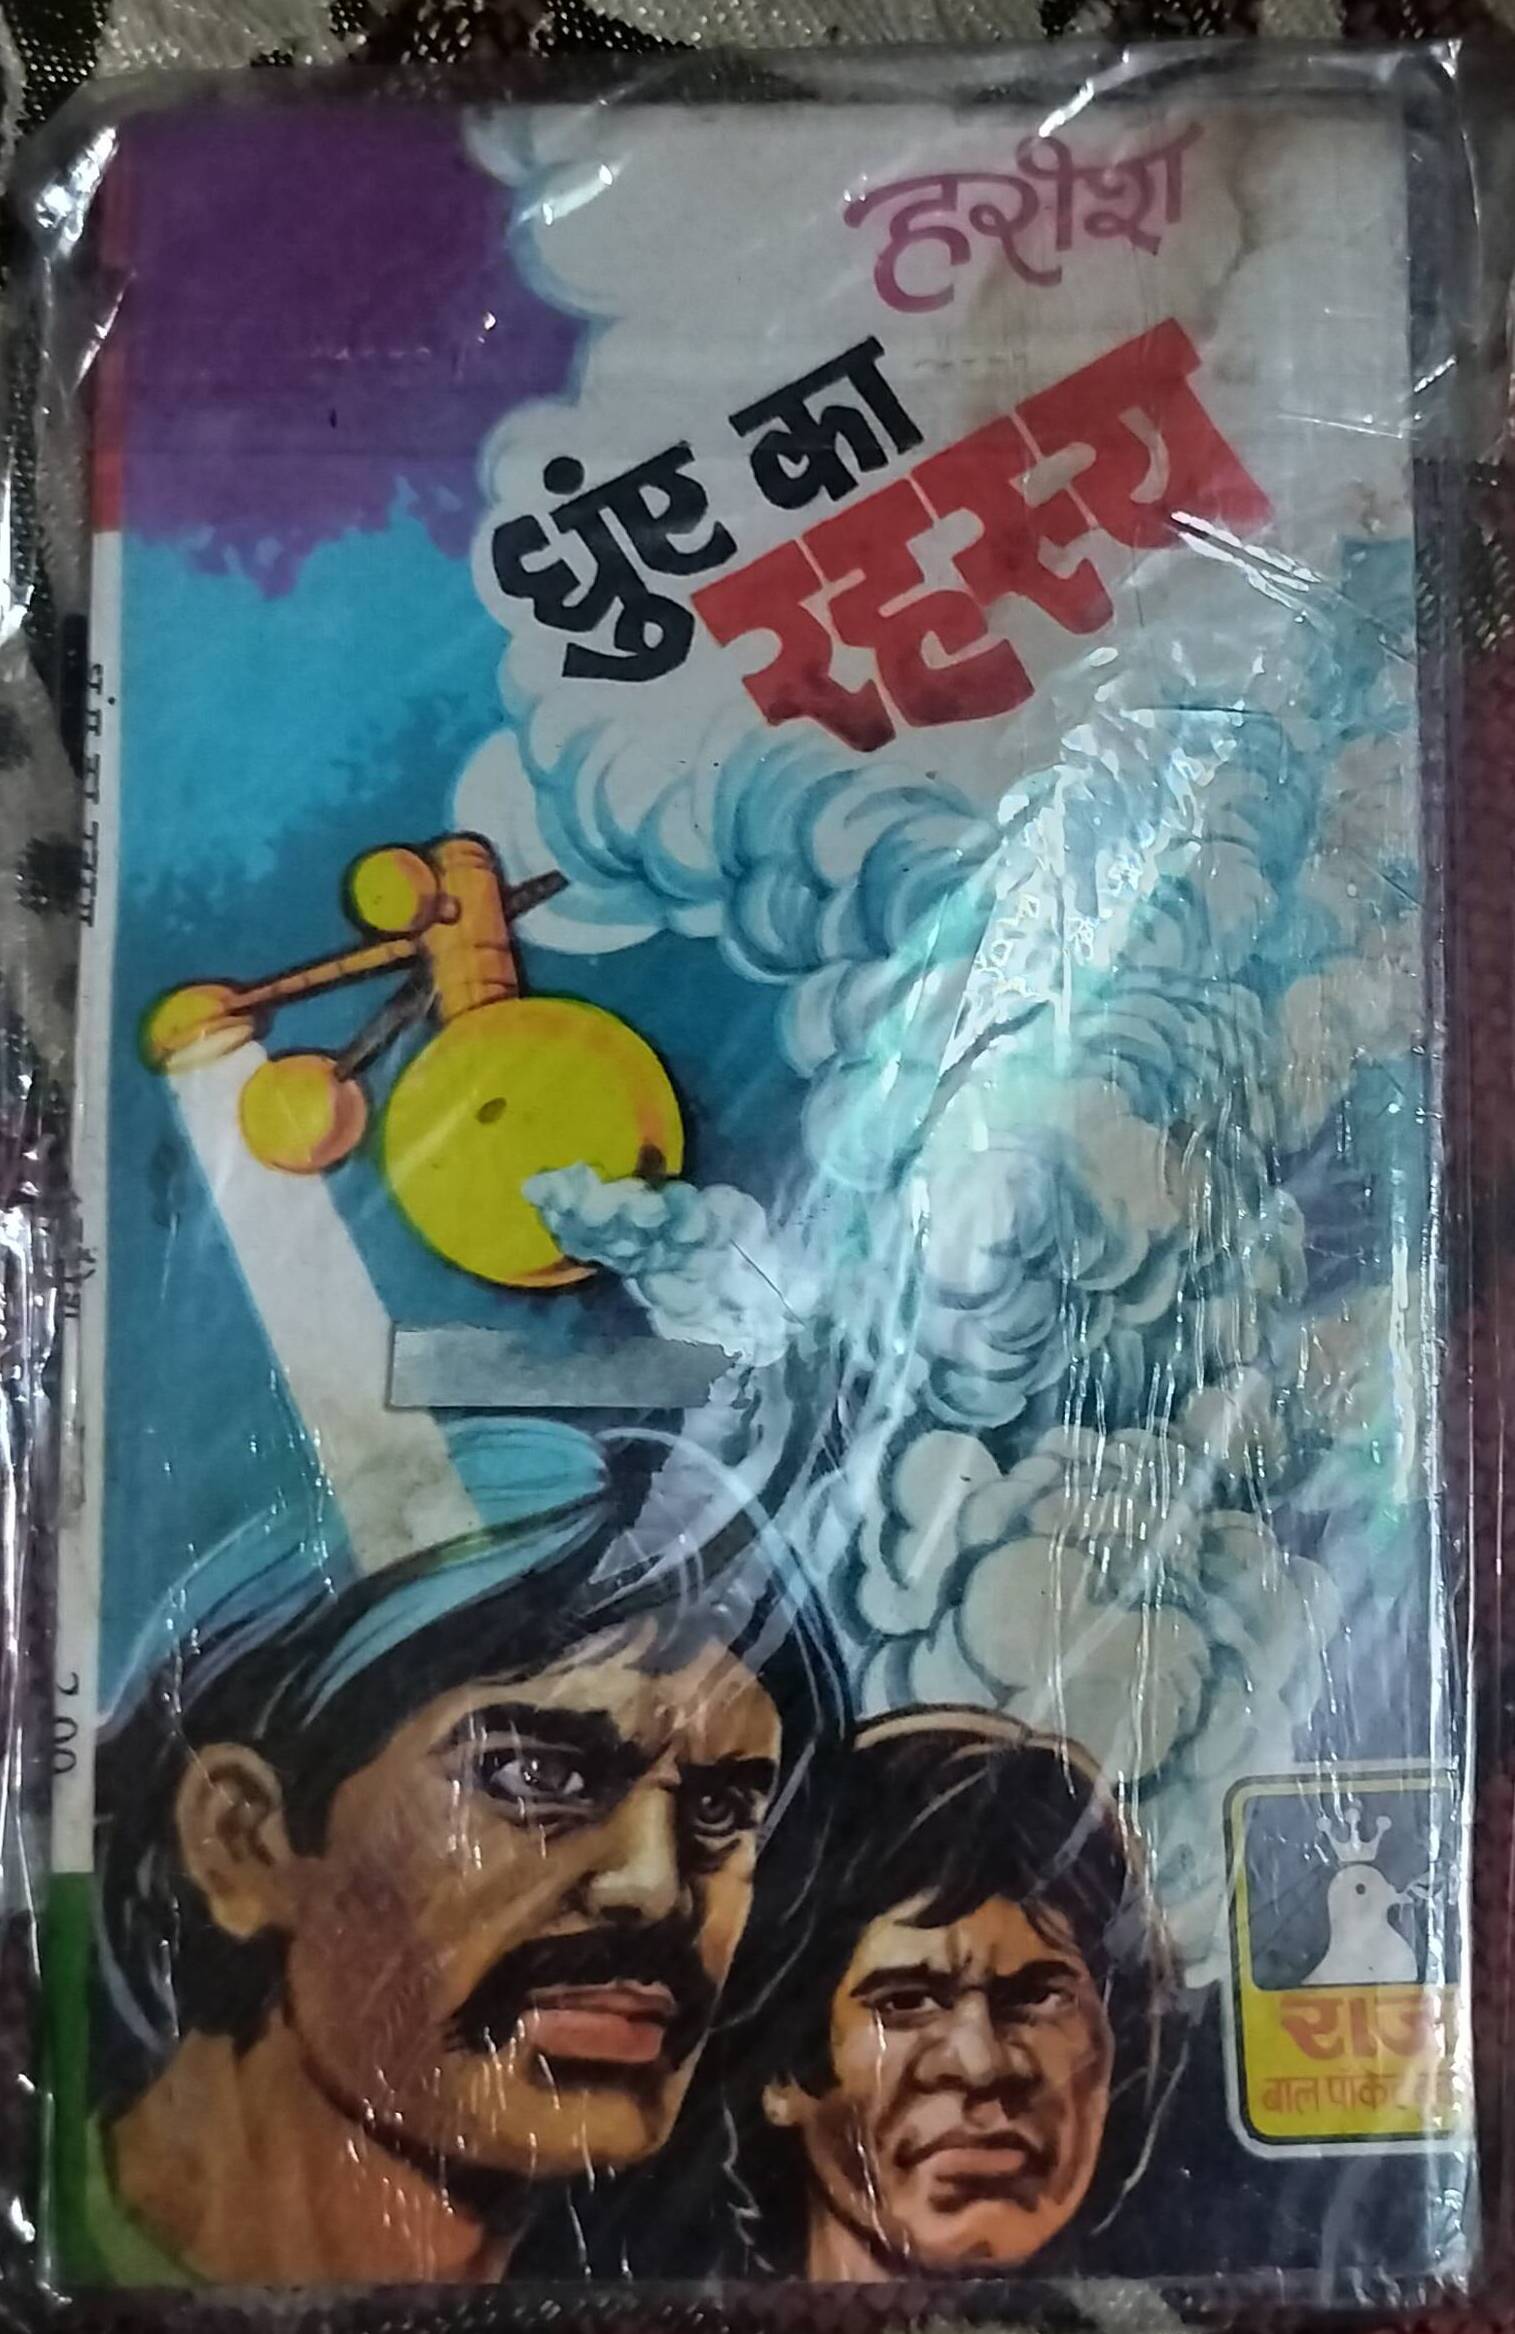 हरीश
धुंए का
रहस्य
राज
बाल पॉकेट